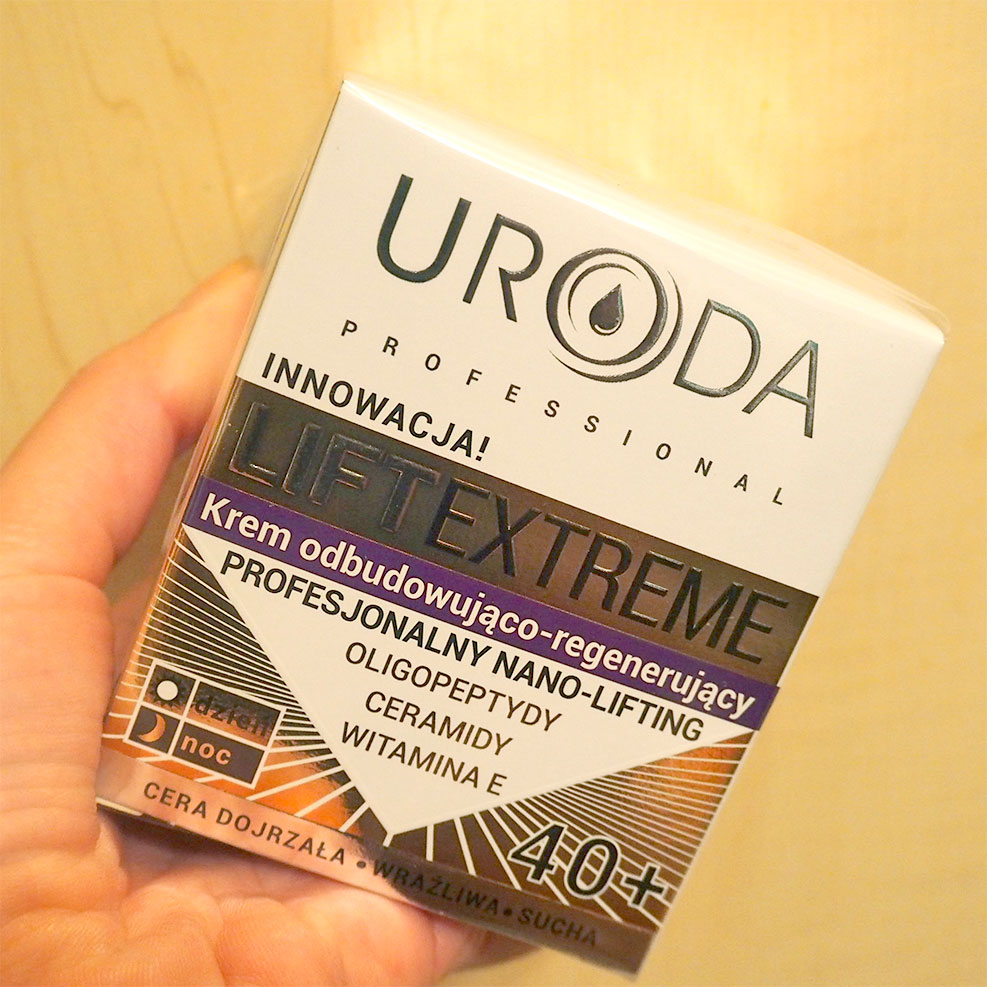 URODA
PROFESSIONAL
INNOWACJA!
LIFTEXTREME
Krem odbudowująco-regenerujący
PROFESJONALNY NANO-LIFTING
OLIGOPEPTYDY
CERAMIDY
WITAMINA E
dzień
noc
40+
CERA DOJRZAŁA • WRAŻLIWA • SUCHA